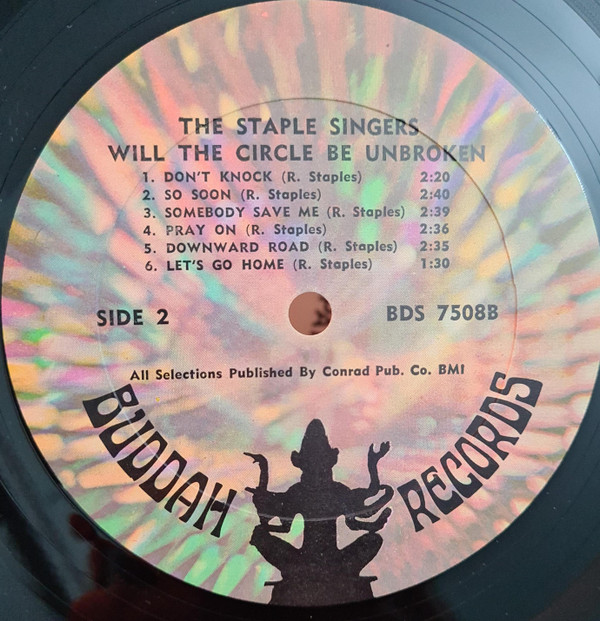 THE STAPLE SINGERS
WILL THE CIRCLE BE UNBROKEN
1. DON'T KNOCK (R. Staples) 2:20
2. SO SOON (R. Staples) 2:40
3. SOMEBODY SAVE ME (R. Staples) 2:39
4. PRAY ON (R. Staples) 2:36
5. DOWNWARD ROAD (R. Staples) 2:35
6. LET'S GO HOME (R. Staples) 1:30
SIDE 2 BDS 7508B
All Selections Published By Conrad Pub. Co. BMI
BUDDAH RECORDS